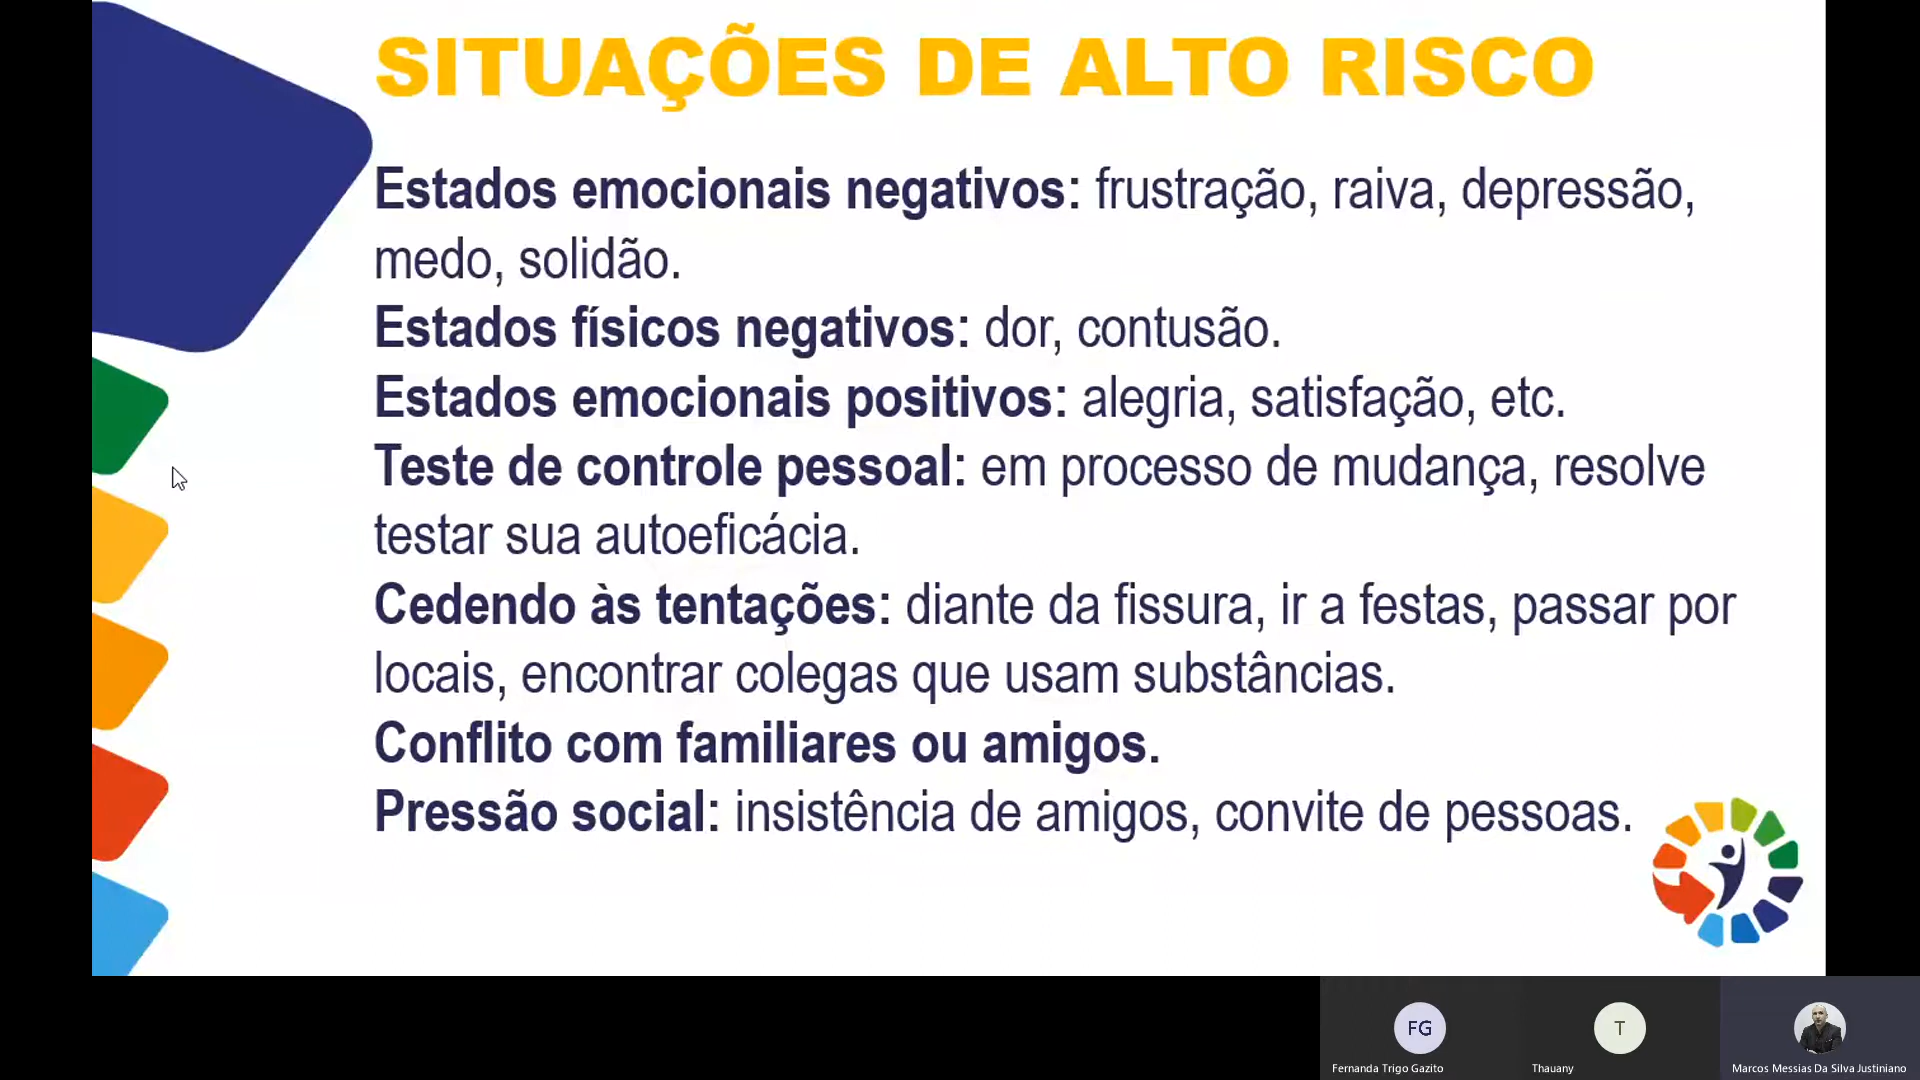 SITUAÇÕES DE ALTO RISCO
Estados emocionais negativos: frustração, raiva, depressão,
medo, solidão.
Estados físicos negativos: dor, contusão.
Estados emocionais positivos: alegria, satisfação, etc.
Teste de controle pessoal: em processo de mudança, resolve
testar sua autoeficácia.
Cedendo às tentações: diante da fissura, ir a festas, passar por
locais, encontrar colegas que usam substâncias.
Conflito com familiares ou amigos.
Pressão social: insistência de amigos, convite de pessoas.
FG
T
Fernanda Trigo Gazito
Thauany
Marcos Messias Da Silva Justiniano